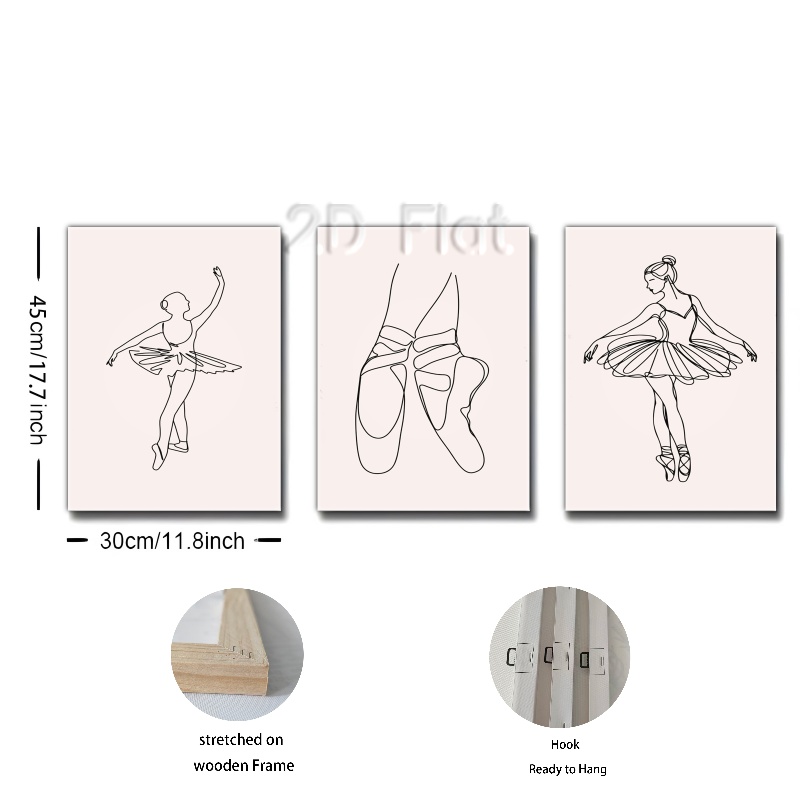 2D Flat
45cm/17.7inch
30cm/11.8inch
stretched on
wooden Frame
Hook
Ready to Hang